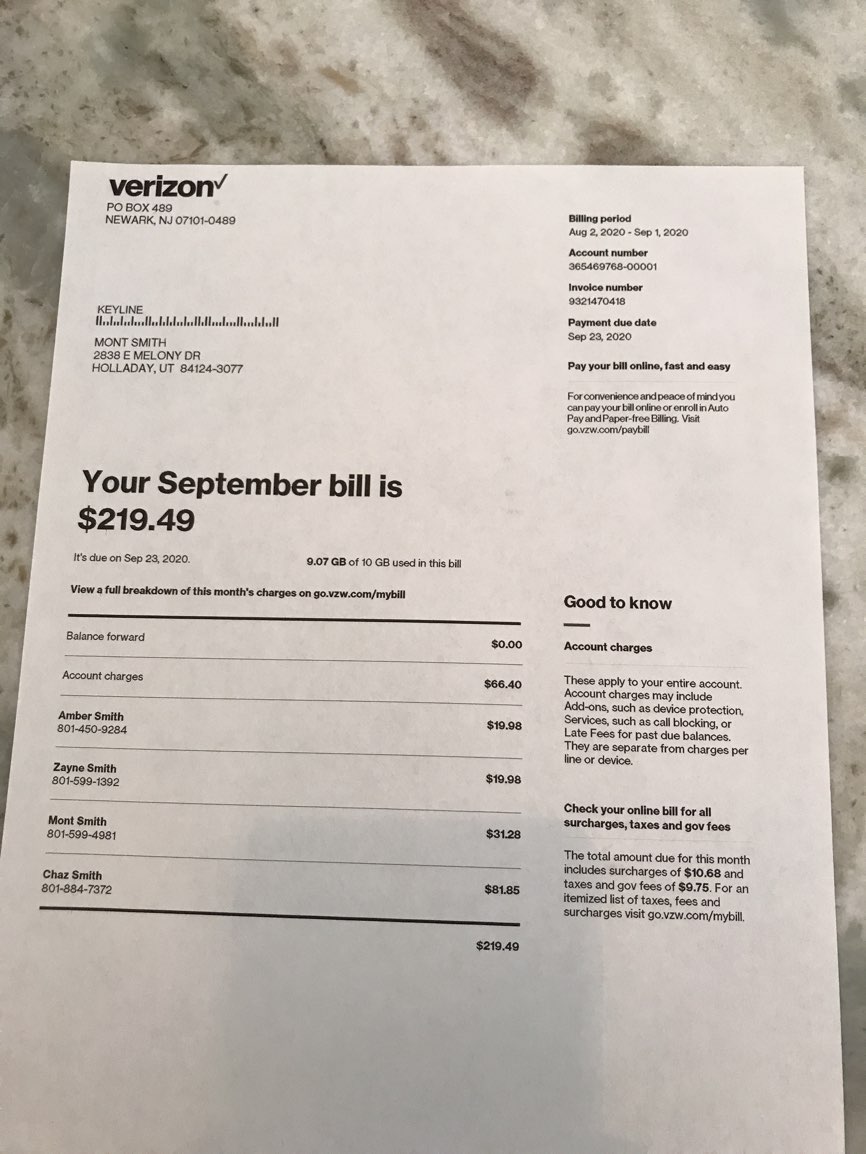 verizon✓
PO BOX 489
NEWARK, NJ 07101-0489
Billing period
Aug 2, 2020 - Sep 1, 2020
Account number
365469768-00001
Invoice number
9321470418
Payment due date
Sep 23, 2020
Pay your bill online, fast and easy
For convenience and peace of mind you
can pay your bill online or enroll in Auto
Pay and Paper-free Billing. Visit
go.vzw.com/paybill
KEYLINE
MONT SMITH
2838 E MELONY DR
HOLLADAY, UT 84124-3077
Your September bill is
$219.49
It's due on Sep 23, 2020.
9.07 GB of 10 GB used in this bill
View a full breakdown of this month's charges on go.vzw.com/mybill
Balance forward $0.00
Account charges $66.40
Amber Smith
801-450-9284 $19.98
Zayne Smith
801-599-1392 $19.98
Mont Smith
801-599-4981 $31.28
Chaz Smith
801-884-7372 $81.85
$219.49
Good to know
Account charges
These apply to your entire account.
Account charges may include
Add-ons, such as device protection,
Services, such as call blocking, or
Late Fees for past due balances.
They are separate from charges per
line or device.
Check your online bill for all
surcharges, taxes and gov fees
The total amount due for this month
includes surcharges of $10.68 and
taxes and gov fees of $9.75. For an
itemized list of taxes, fees and
surcharges visit go.vzw.com/mybill.